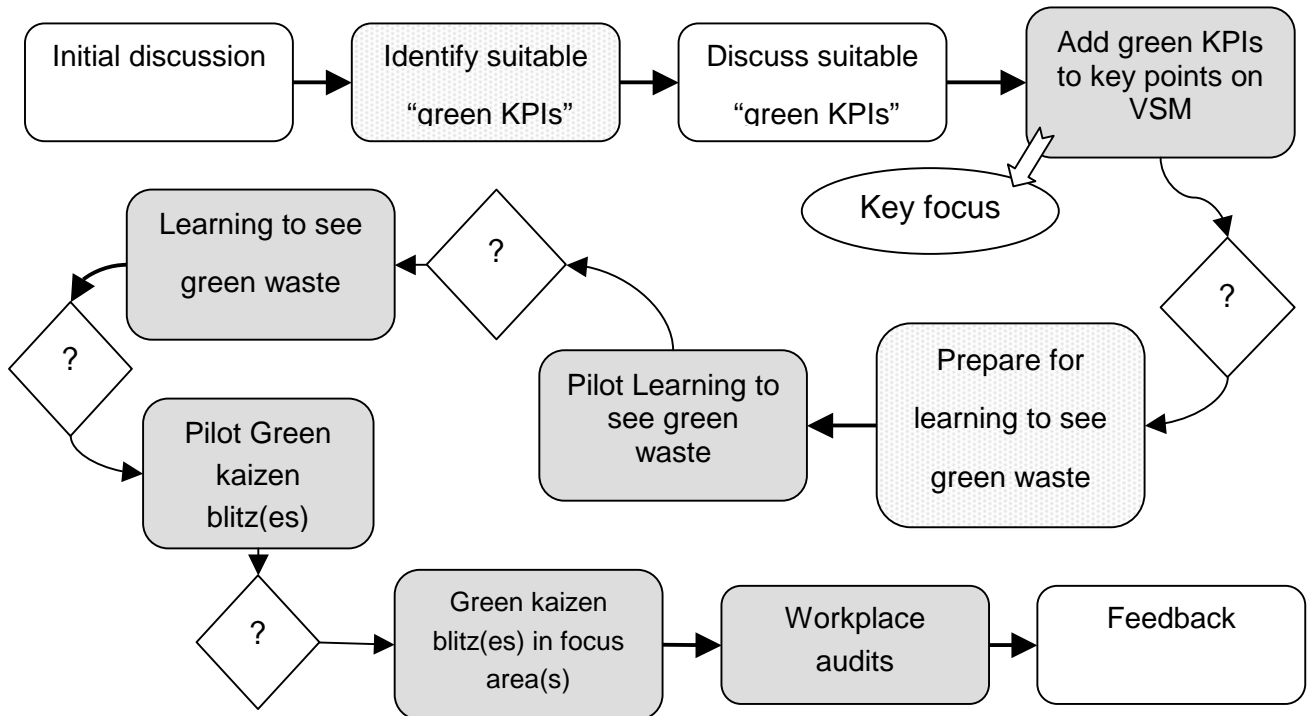 Initial discussion
Identify suitable
“green KPIs”
Discuss suitable
“green KPIs”
Add green KPIs
to key points on
VSM
Key focus
?
Prepare for
learning to see
green waste
Pilot Learning to
see green
waste
?
Learning to see
green waste
?
Pilot Green
kaizen
blitz(es)
?
Green kaizen
blitz(es) in focus
area(s)
Workplace
audits
Feedback